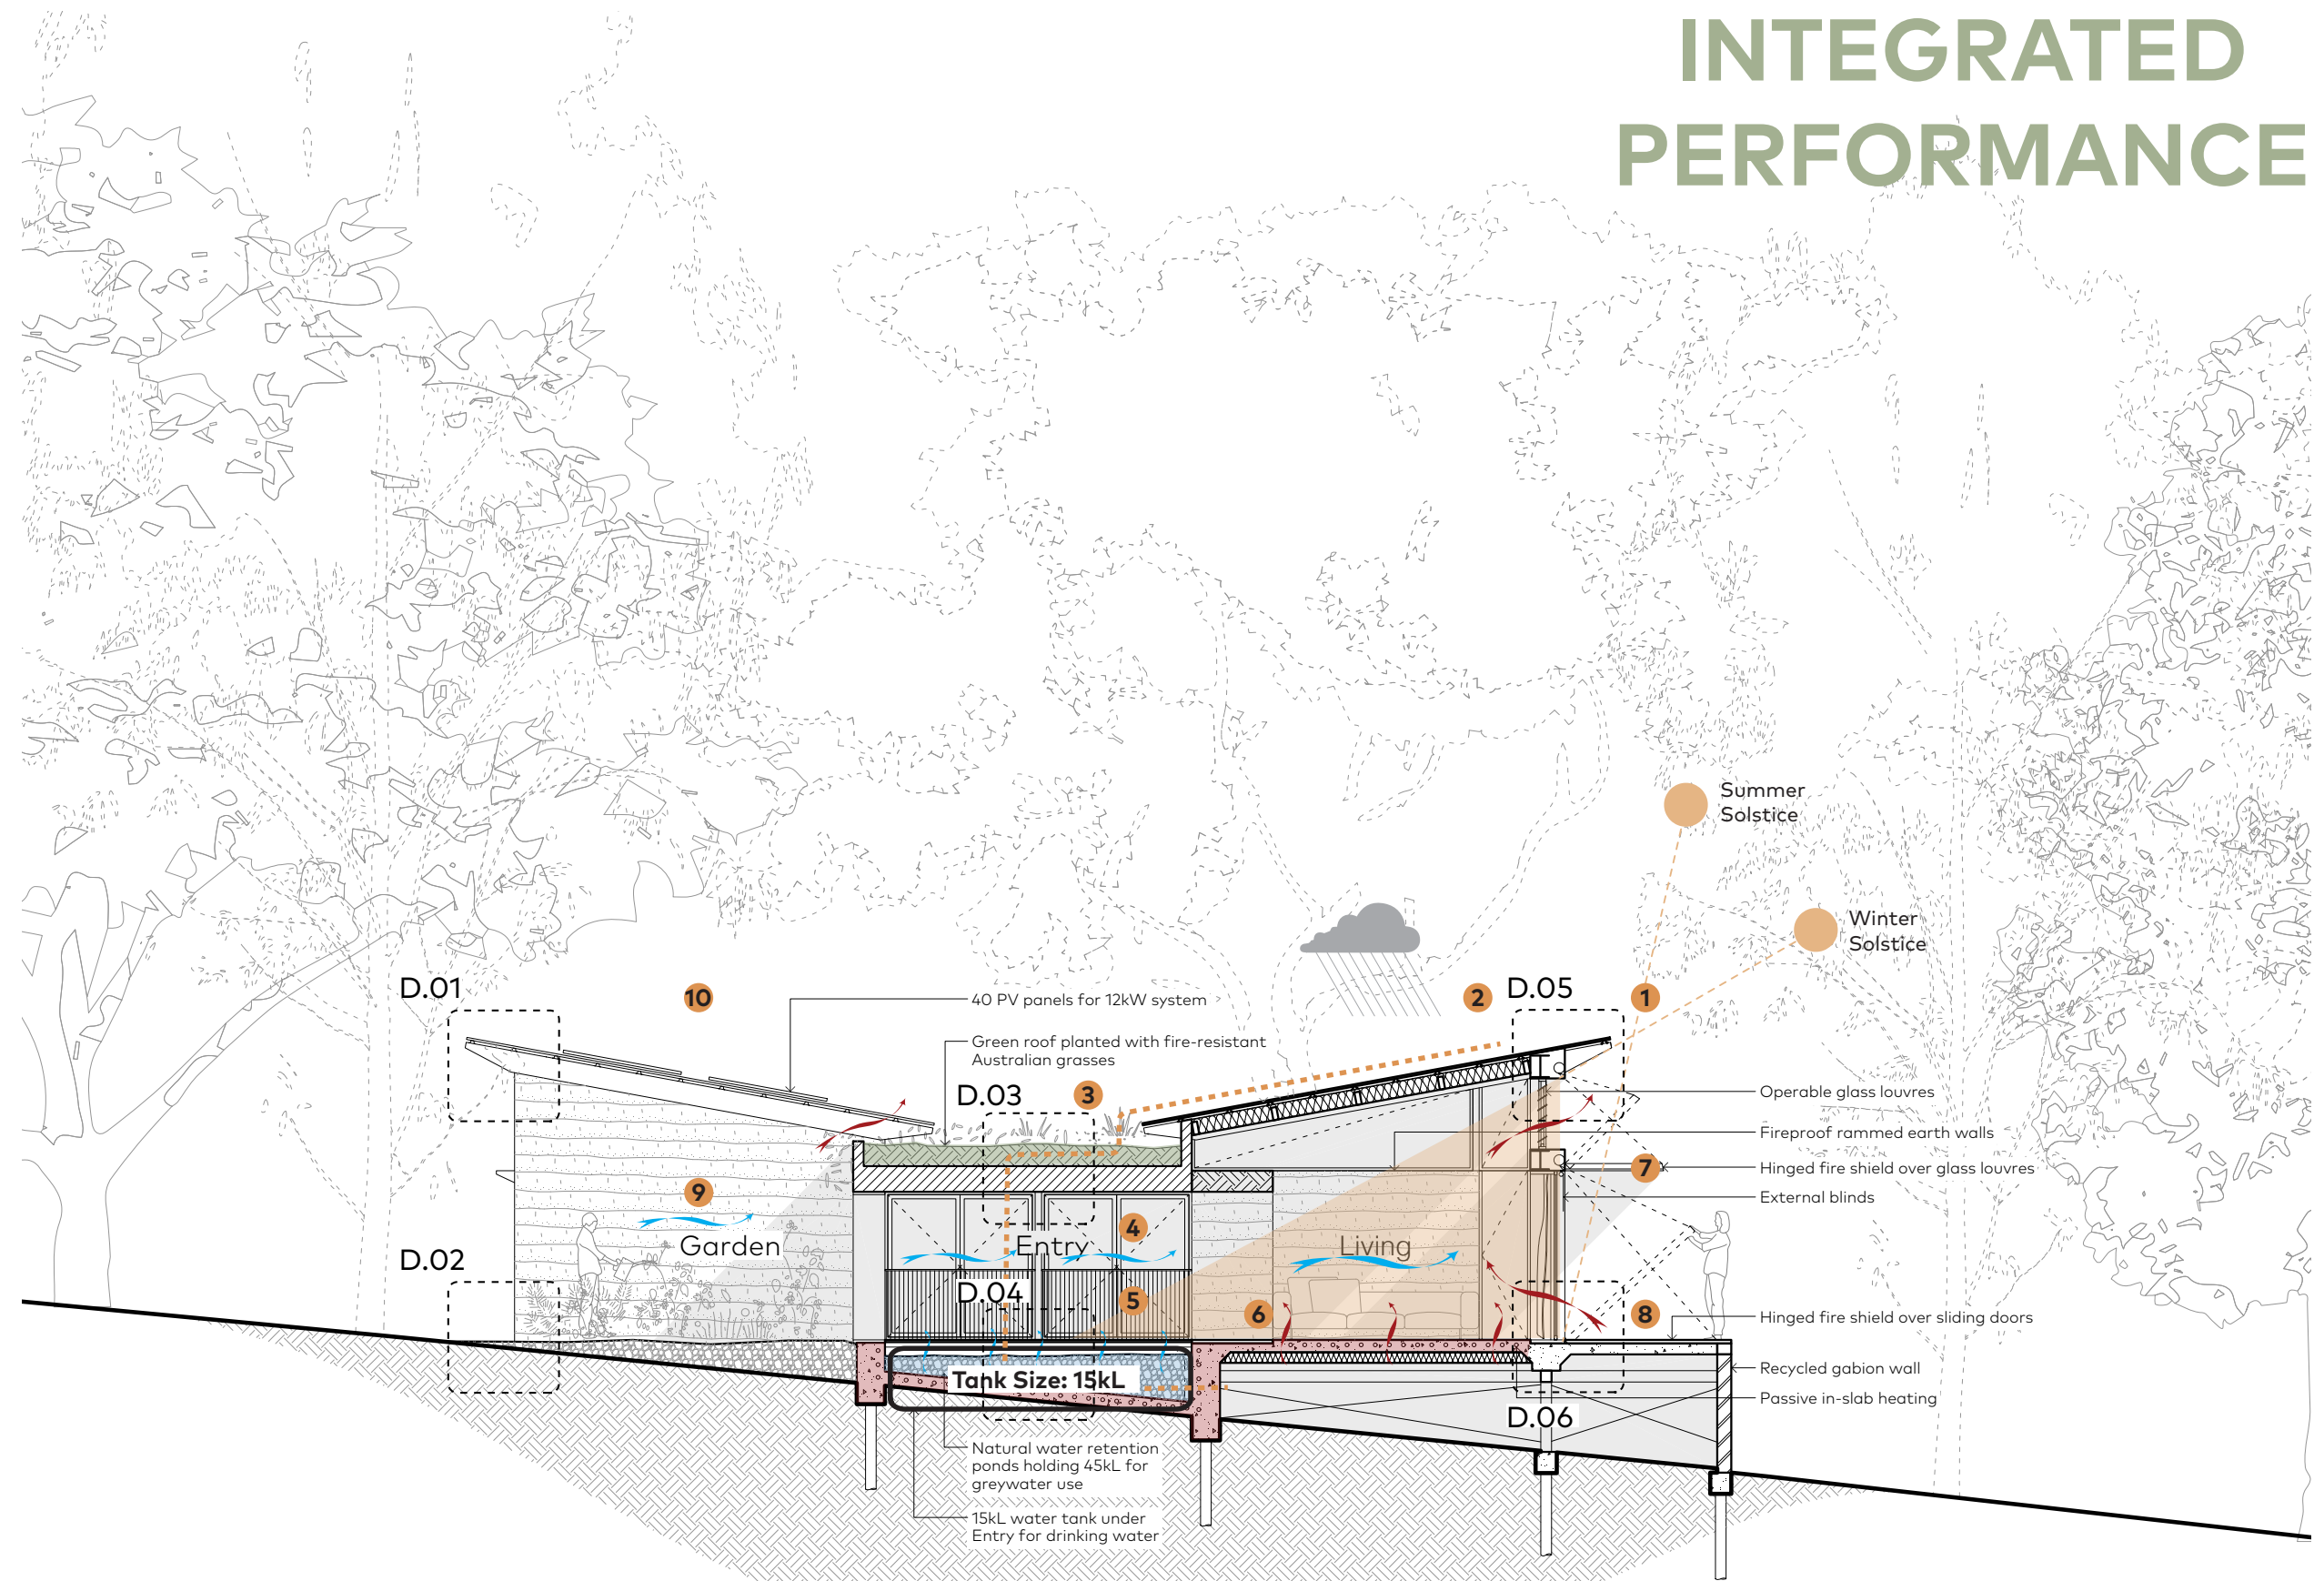 INTEGRATED
PERFORMANCE
Summer
Solstice
Winter
Solstice
D.01
10
40 PV panels for 12kW system
2
D.05
1
Green roof planted with fire-resistant
Australian grasses
D.03
3
Operable glass louvres
Fireproof rammed earth walls
Hinged fire shield over glass louvres
7
External blinds
9
4
Garden
Entry
Living
D.02
D.04
5
6
8
Hinged fire shield over sliding doors
Tank Size: 15kL
Recycled gabion wall
Passive in-slab heating
D.06
Natural water retention
ponds holding 45kL for
greywater use
15kL water tank under
Entry for drinking water